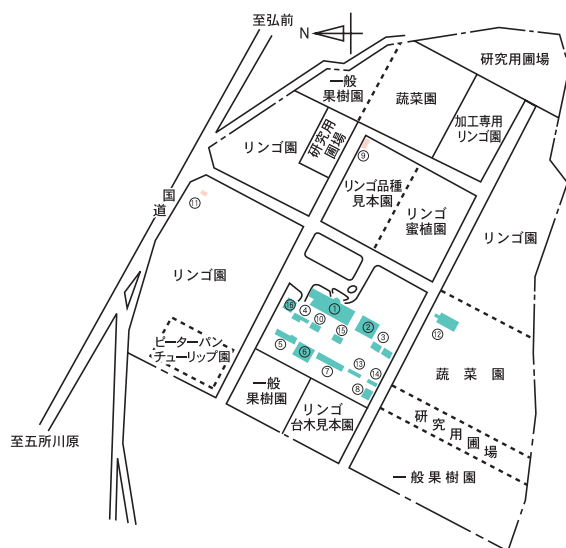 至弘前
N
研究用圃場
一般
果樹園
蔬菜園
加工専用
リンゴ園
研究用
圃場
リンゴ園
⑨
リンゴ品種
見本園
リンゴ
蜜植園
リンゴ園
国道
⑪
リンゴ園
①
⑯
④
⑩
⑮
②
③
⑫
⑤
⑥
⑦
⑬
⑭
⑧
ピーターパン
チューリップ園
蔬菜園
一般
果樹園
リンゴ
台木見本園
研究用圃場
一般果樹園
至五所川原